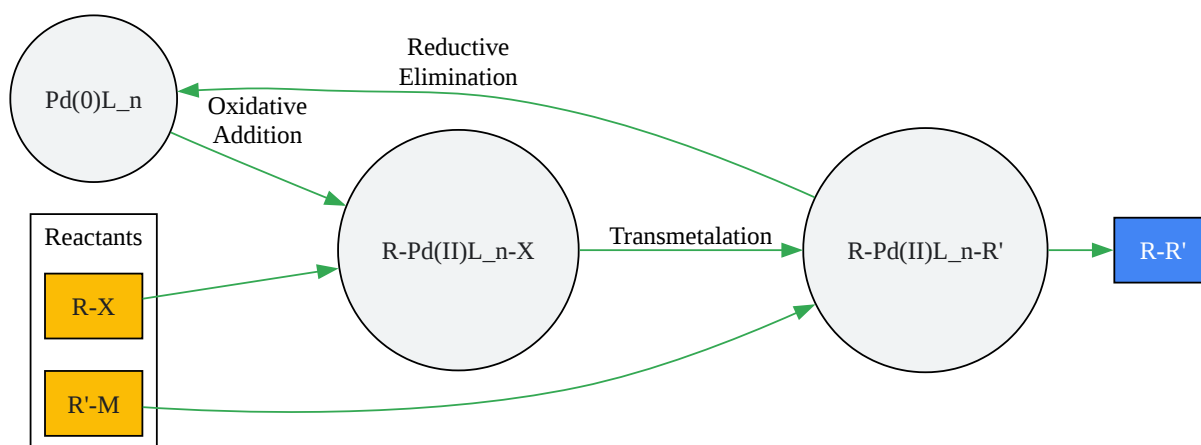 Reductive
Elimination
Pd(0)L_n
Oxidative
Addition
Reactants
R-Pd(II)L_n-X
Transmetalation
R-Pd(II)L_n-R'
R-R'
R-X
R'-M